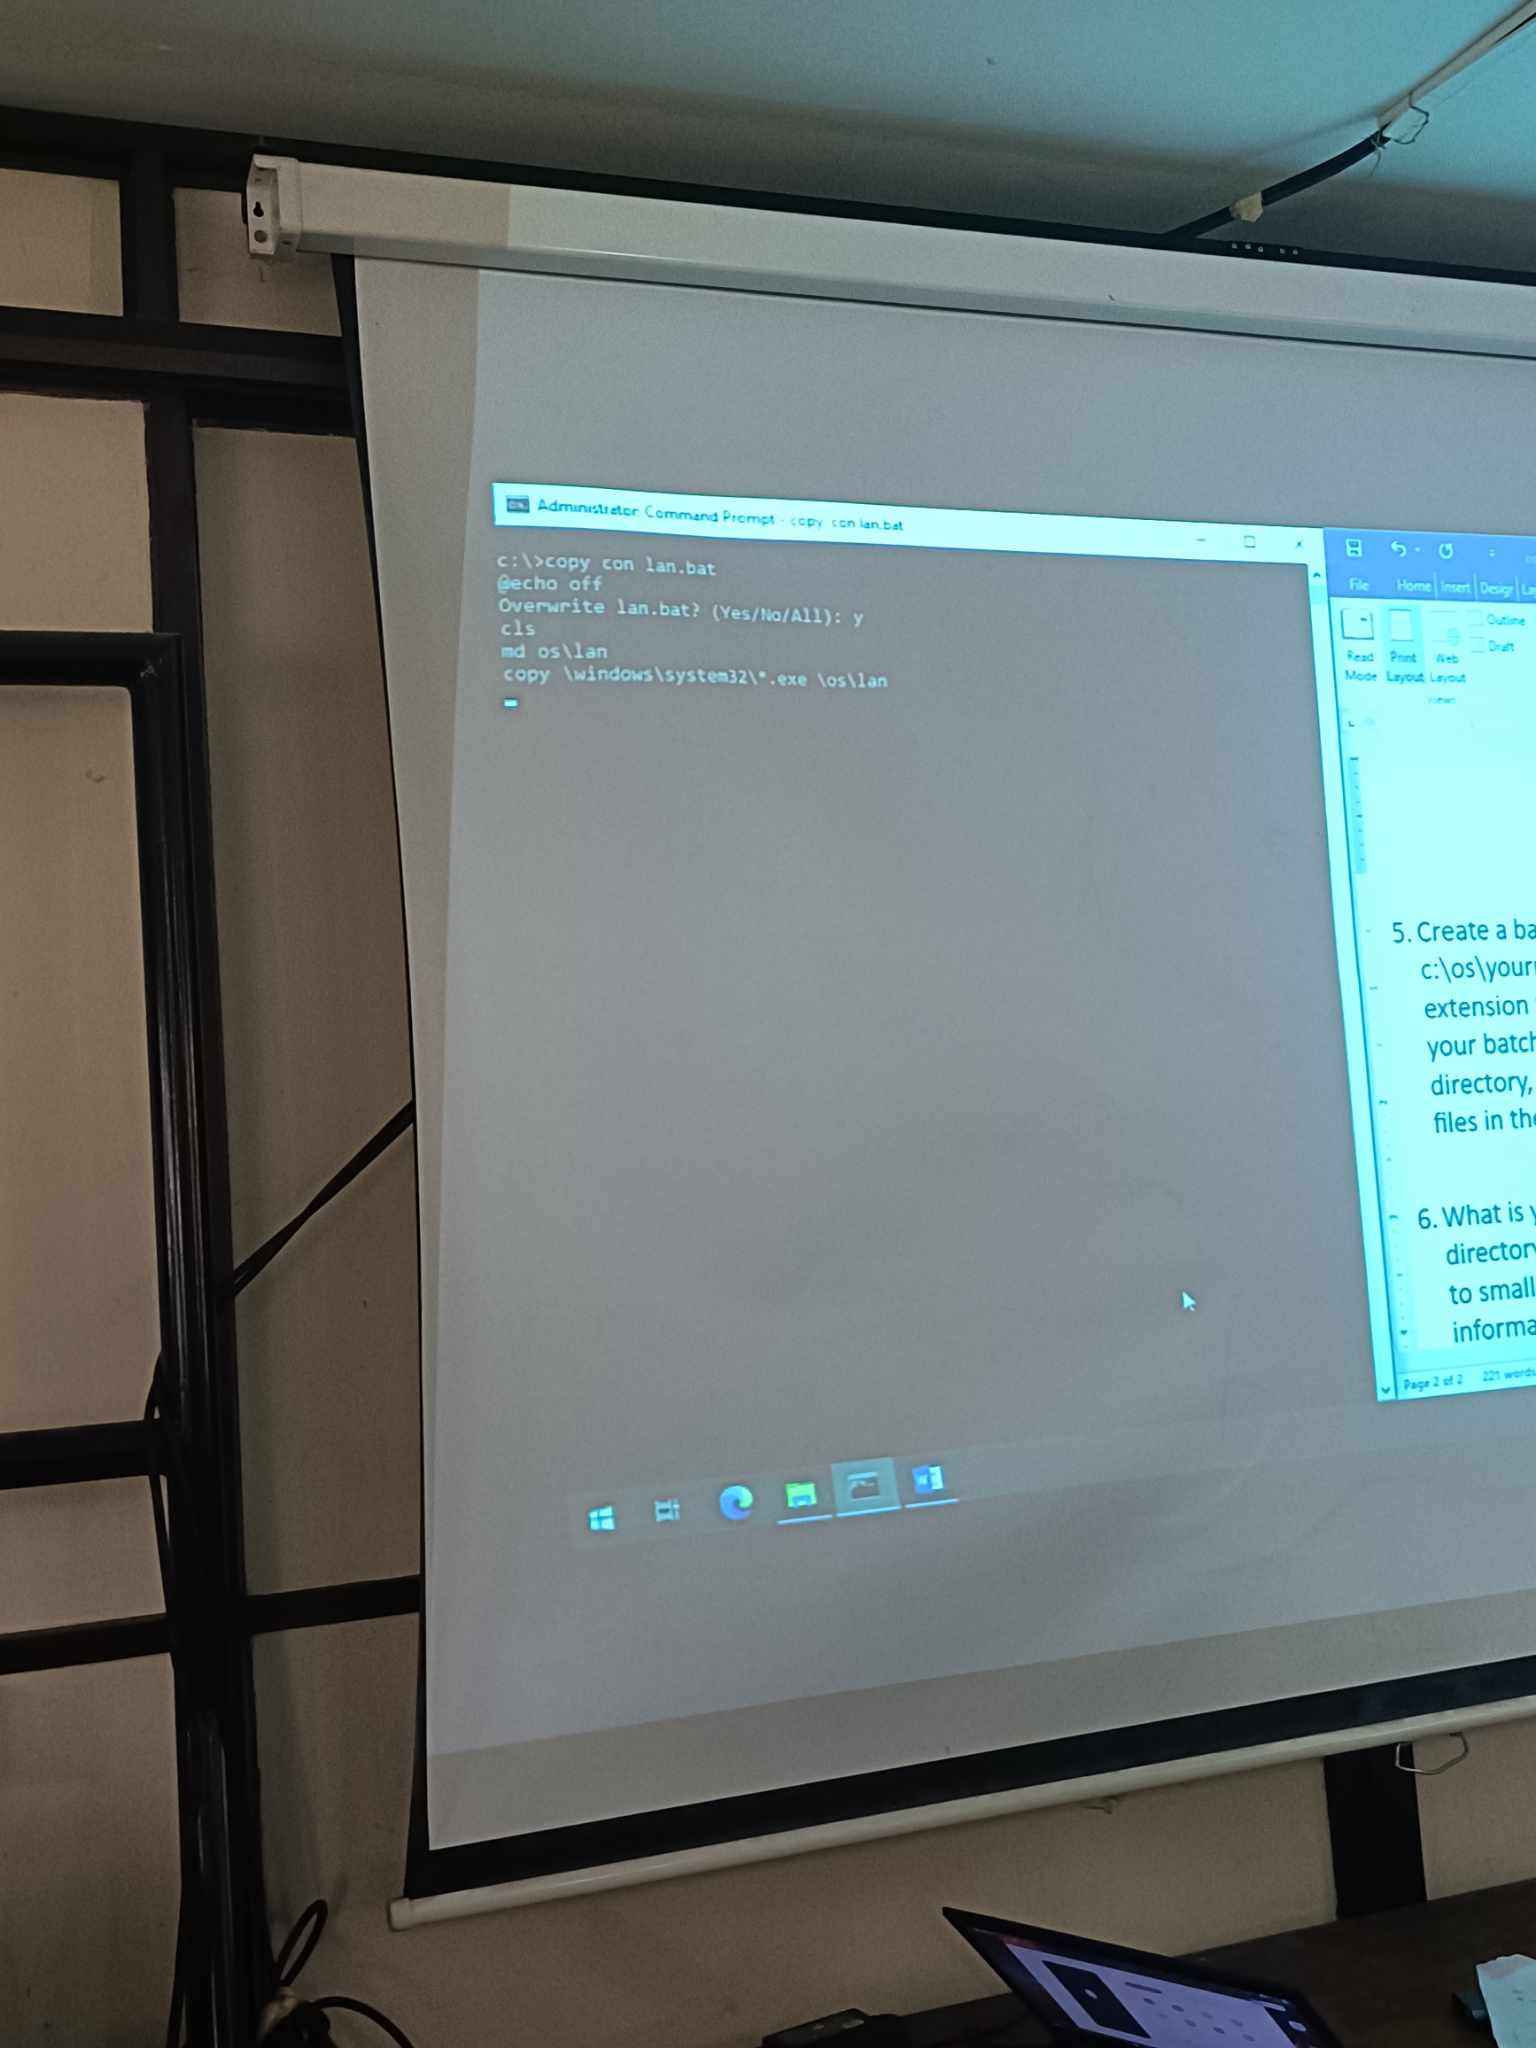 Administrator: Command Prompt - copy con lan.bat
c:\>copy con lan.bat
@echo off
Overwrite lan.bat? (Yes/No/All): y
cls
md os\lan
copy \windows\system32\*.exe \os\lan
File Home Insert Design
Outline
Draft
Read Mode
Print Layout
Web Layout
Views
5. Create a ba
c:\os\your
extension
your batch
directory,
files in the
6. What is y
directory
to small
informa
Page 2 of 2 221 words